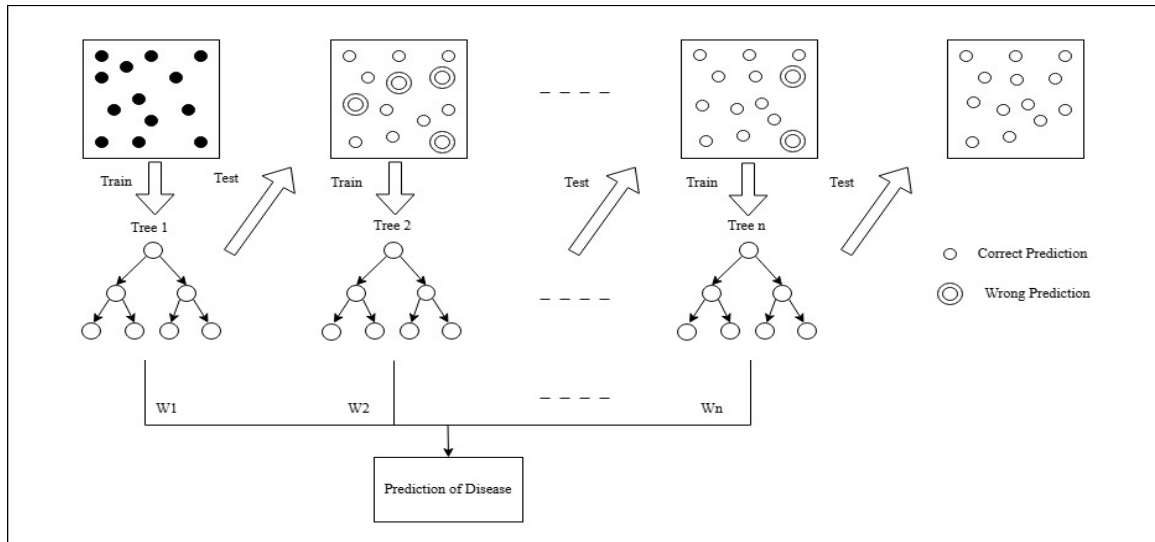 Train
Test
Train
Test
Train
Test
Tree 1
Tree 2
Tree n
Correct Prediction
Wrong Prediction
W1
W2
Wn
Prediction of Disease